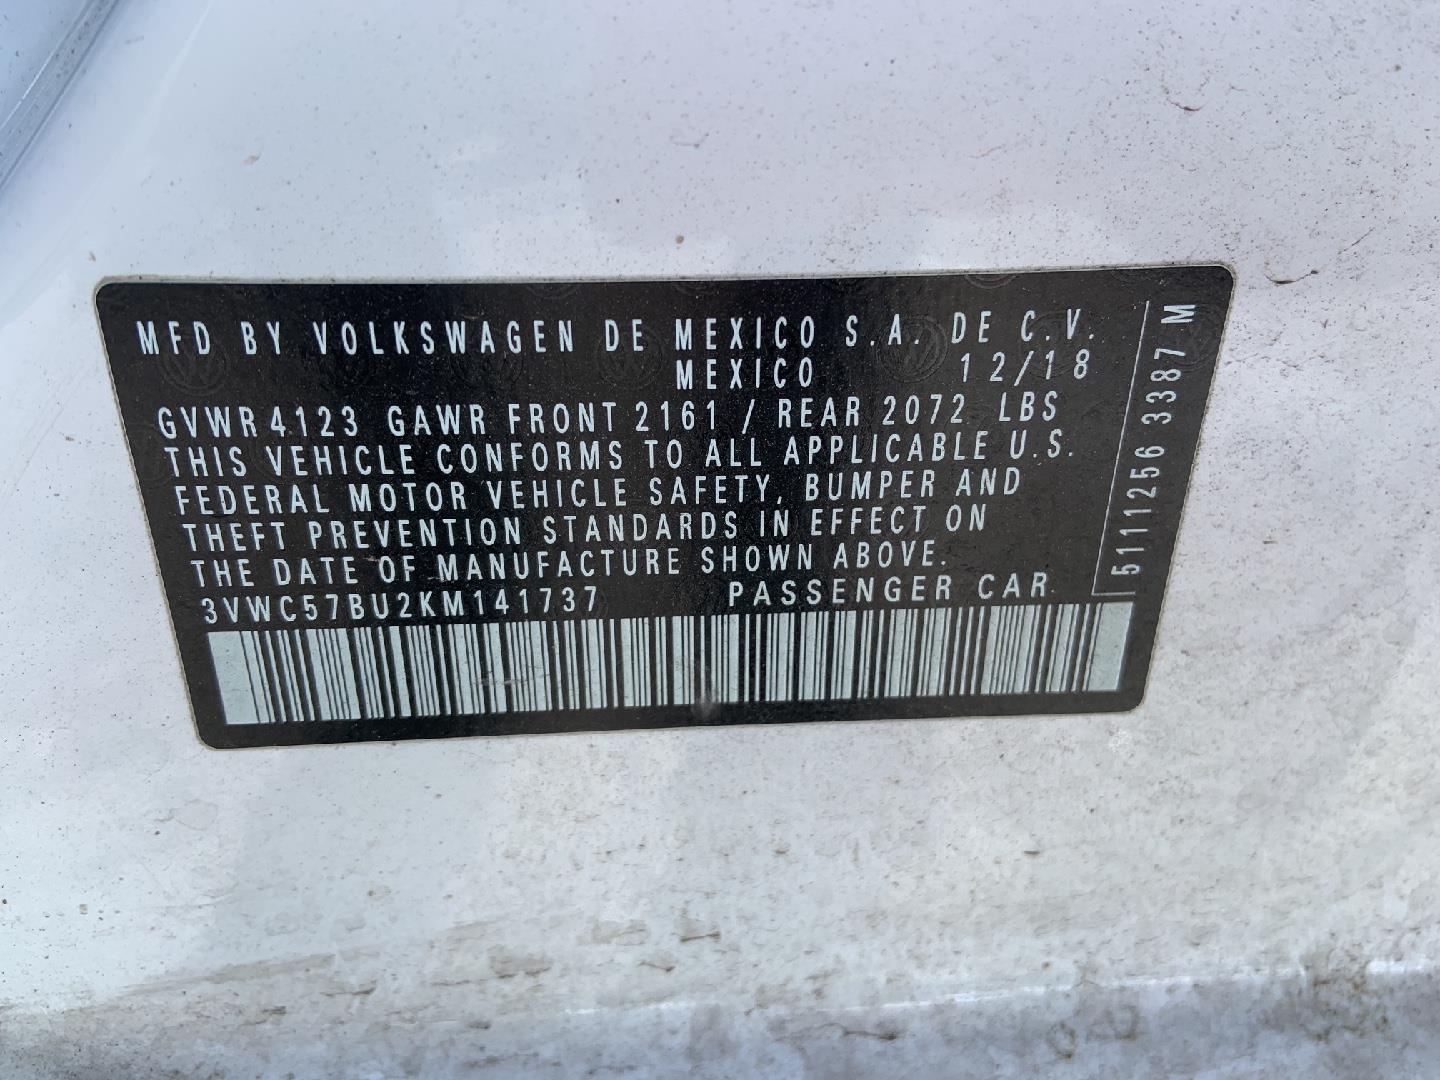 MFD BY VOLKSWAGEN DE MEXICO S.A. DE C.V.
MEXICO 12/18
GVWR 4123 GAWR FRONT 2161 / REAR 2072 LBS
THIS VEHICLE CONFORMS TO ALL APPLICABLE U.S.
FEDERAL MOTOR VEHICLE SAFETY, BUMPER AND
THEFT PREVENTION STANDARDS IN EFFECT ON
THE DATE OF MANUFACTURE SHOWN ABOVE.
3VWC57BU2KM141737 PASSENGER CAR
5111256 3387 M